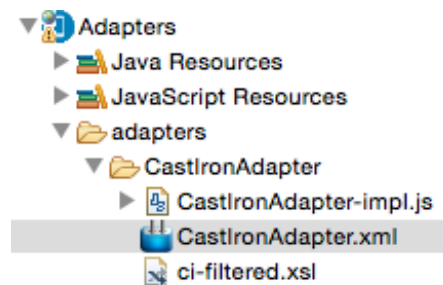 Adapters
Java Resources
JavaScript Resources
adapters
CastIronAdapter
CastIronAdapter-impl.js
CastIronAdapter.xml
ci-filtered.xsl